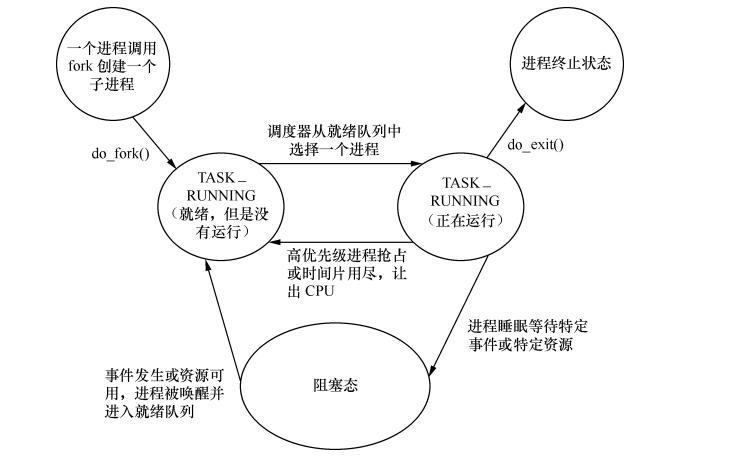 一个进程调用
fork 创建一个
子进程
进程终止状态
do_fork()
调度器从就绪队列中
选择一个进程
do_exit()
TASK_
RUNNING
（就绪，但是没
有运行）
TASK_
RUNNING
（正在运行）
高优先级进程抢占
或时间片用尽，让
出 CPU
进程睡眠等待特定
事件或特定资源
事件发生或资源可
用，进程被唤醒并
进入就绪队列
阻塞态